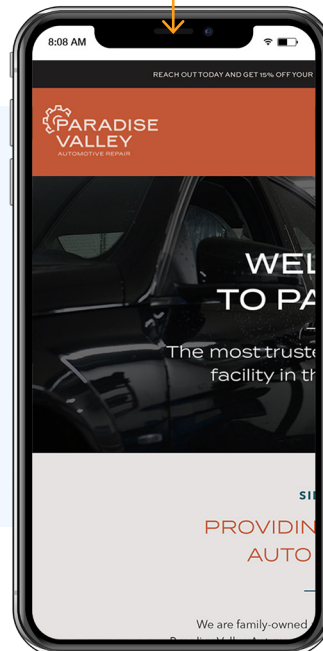 8:08 AM
REACH OUT TODAY AND GET 15% OFF YOUR
PARADISE
VALLEY
AUTOMOTIVE REPAIR
WEL
TO PA
The most truste
facility in th
SI
PROVIDIN
AUTO
We are family-owned